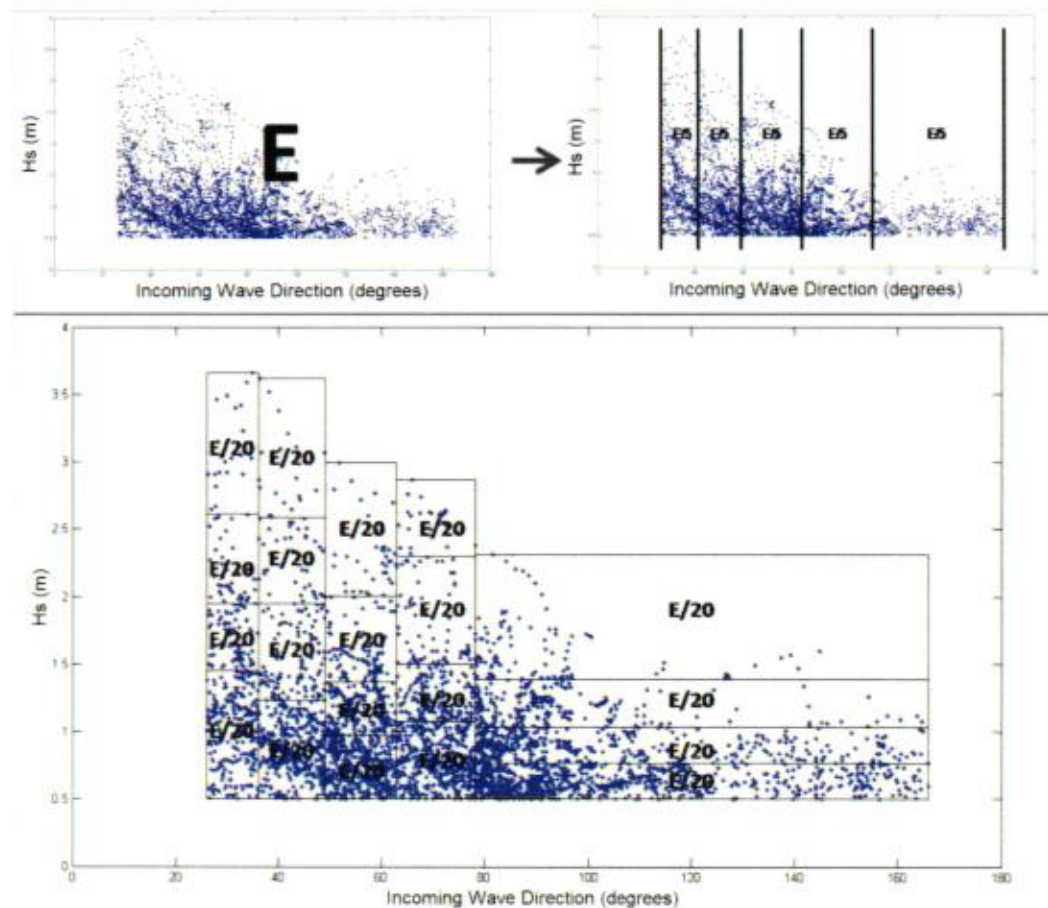 Hs (m)
E
Incoming Wave Direction (degrees)
Hs (m)
E/5 E/5 E/5 E/5 E/5
Incoming Wave Direction (degrees)
4
3.5
3
2.5
2
1.5
1
0.5
0
Hs (m)
E/20 E/20 E/20 E/20 E/20
E/20 E/20 E/20 E/20 E/20
E/20 E/20 E/20 E/20 E/20
E/20 E/20 E/20 E/20 E/20
0 20 40 60 80 100 120 140 160 180
Incoming Wave Direction (degrees)